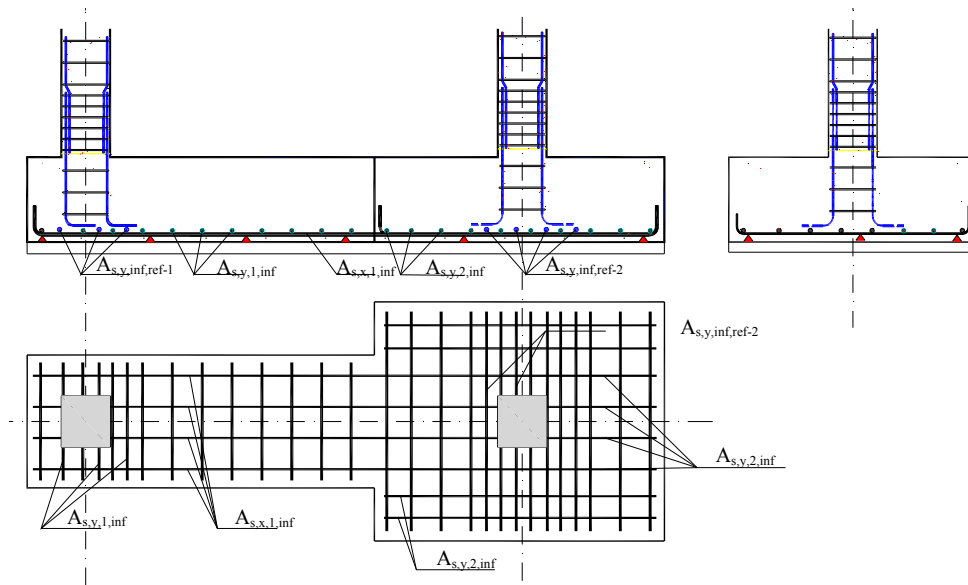 As,y,inf,ref-1
As,y,1,inf
As,x,1,inf
As,y,2,inf
As,y,inf,ref-2
As,y,inf,ref-2
As,y,2,inf
As,y,1,inf
As,x,1,inf
As,y,2,inf